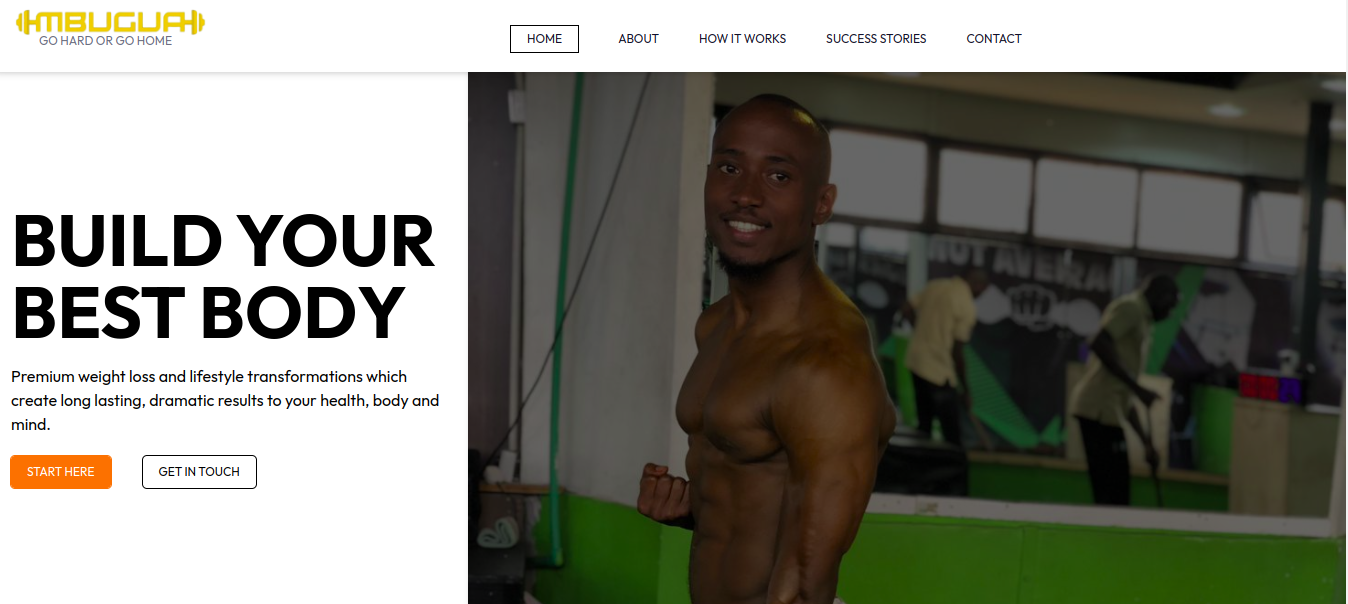 MBUGUA
GO HARD OR GO HOME
HOME ABOUT HOW IT WORKS SUCCESS STORIES CONTACT
BUILD YOUR
BEST BODY
Premium weight loss and lifestyle transformations which
create long lasting, dramatic results to your health, body and
mind.
START HERE GET IN TOUCH